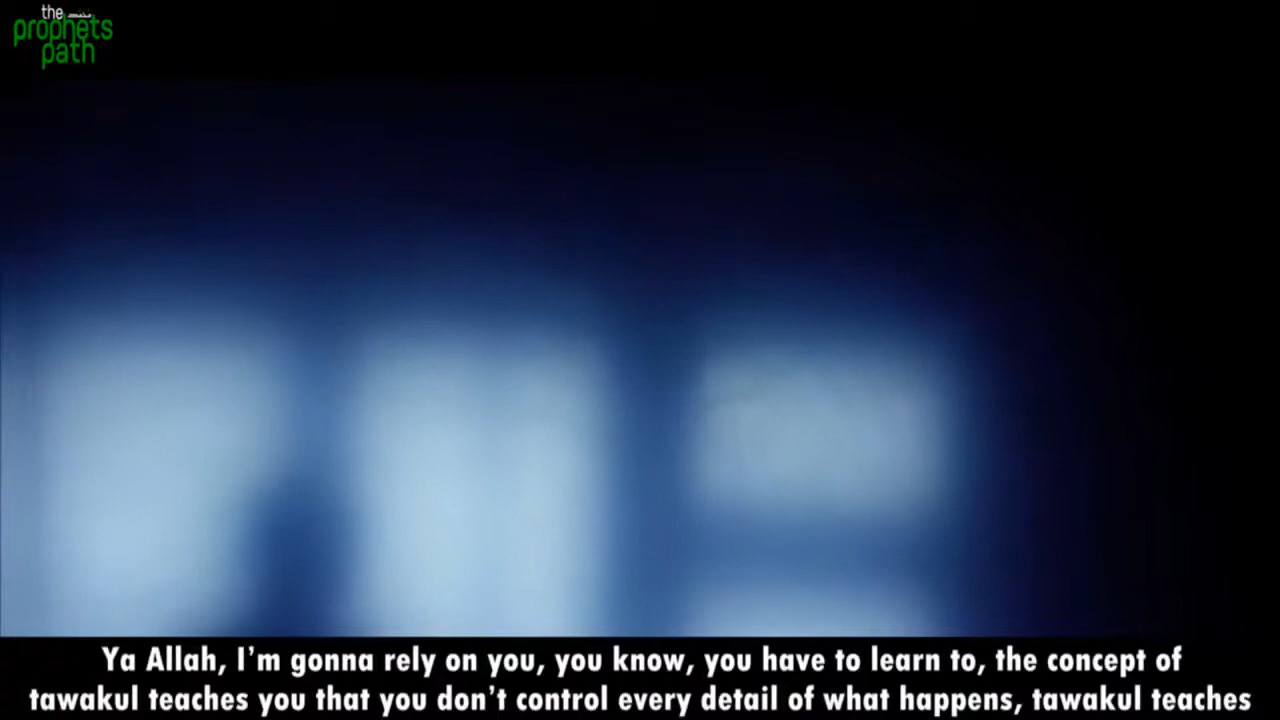 the
prophets
path
Ya Allah, I'm gonna rely on you, you know, you have to learn to, the concept of
tawakul teaches you that you don't control every detail of what happens, tawakul teaches